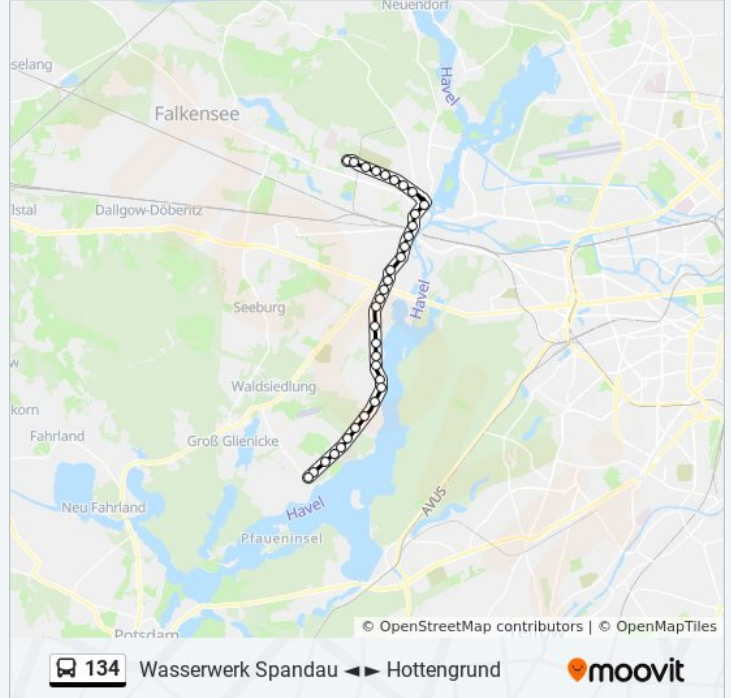 Neuendorf
selang
Havel
Falkensee
lstal
Dallgow-Döberitz
Havel
Seeburg
w
Waldsiedlung
korn
Fahrland
Groß Glienicke
AVUS
Neu Fahrland
Havel
Pfaueninsel
© OpenStreetMap contributors | © OpenMapTiles
Potsdam
134 Wasserwerk Spandau ◄► Hottengrund
moovit